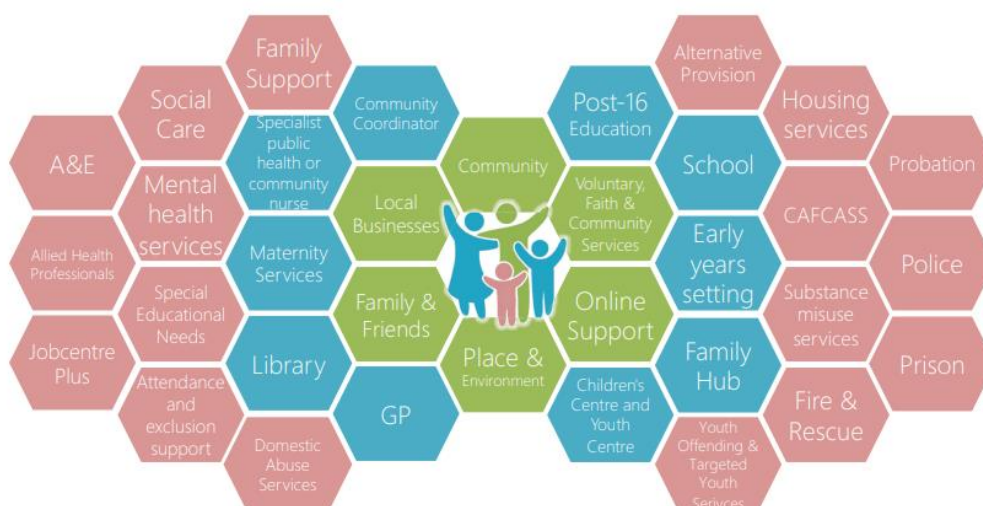 Family
Support
Alternative
Provision
Social
Care
Community
Coordinator
Post-16
Education
Housing
services
A&E
Specialist
public
health or
community
nurse
Community
School
Probation
Mental
health
services
Local
Businesses
Voluntary,
Faith &
Community
Services
CAFCASS
Allied Health
Professionals
Maternity
Services
Early
years
setting
Police
Special
Educational
Needs
Family &
Friends
Online
Support
Substance
misuse
services
Jobcentre
Plus
Library
Place &
Environment
Family
Hub
Prison
Attendance
and
exclusion
support
GP
Children's
Centre and
Youth
Centre
Fire &
Rescue
Domestic
Abuse
Services
Youth
Offending &
Targeted
Youth
Serivces